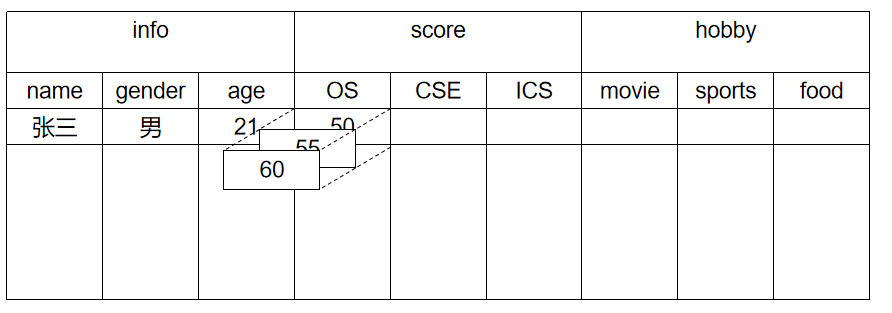 info score hobby
name gender age OS CSE ICS movie sports food
张三 男 21 50
55
60